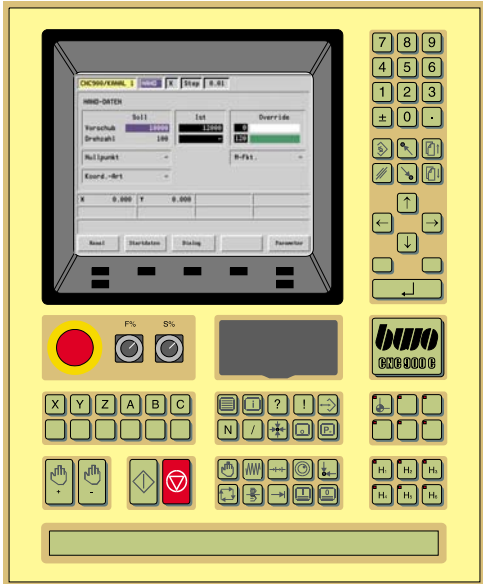 CNC900/KANAL 1 HAND X Step 0.01
HAND-DATEN
Soll Ist Override
Vorschub 10000 12000 0
Drehzahl 100 - 120
Nullpunkt - M-Fkt. -
Koord.-Art -
X 0.000 Y 0.000
Kanal Startdaten Dialog Parameter
7 8 9
4 5 6
1 2 3
± 0 .
F% S%
bwo
CNC 900 C
X Y Z A B C
i ? !
N / P
+ -
H1 H2 H3
H4 H5 H6